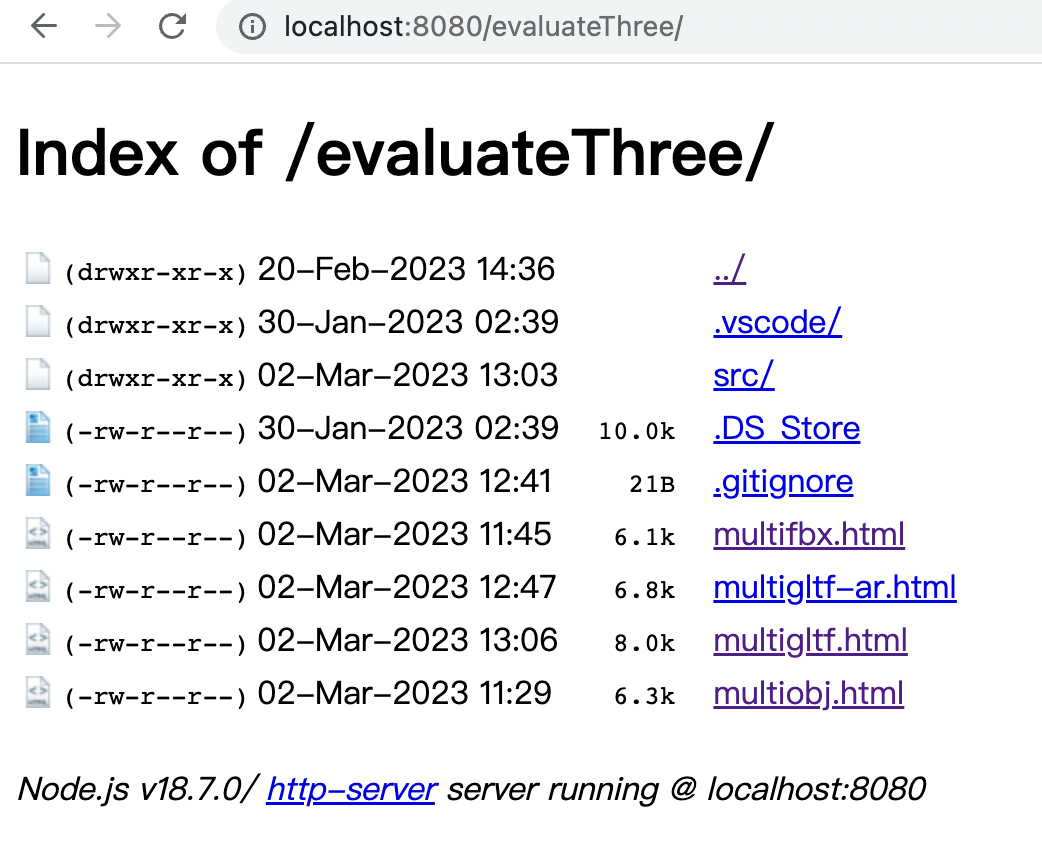 localhost:8080/evaluateThree/
Index of /evaluateThree/
(drwxr-xr-x) 20-Feb-2023 14:36 ../
(drwxr-xr-x) 30-Jan-2023 02:39 .vscode/
(drwxr-xr-x) 02-Mar-2023 13:03 src/
(-rw-r--r--) 30-Jan-2023 02:39 10.0k .DS_Store
(-rw-r--r--) 02-Mar-2023 12:41 21B .gitignore
(-rw-r--r--) 02-Mar-2023 11:45 6.1k multifbx.html
(-rw-r--r--) 02-Mar-2023 12:47 6.8k multigltf-ar.html
(-rw-r--r--) 02-Mar-2023 13:06 8.0k multigltf.html
(-rw-r--r--) 02-Mar-2023 11:29 6.3k multiobj.html
Node.js v18.7.0/ http-server server running @ localhost:8080